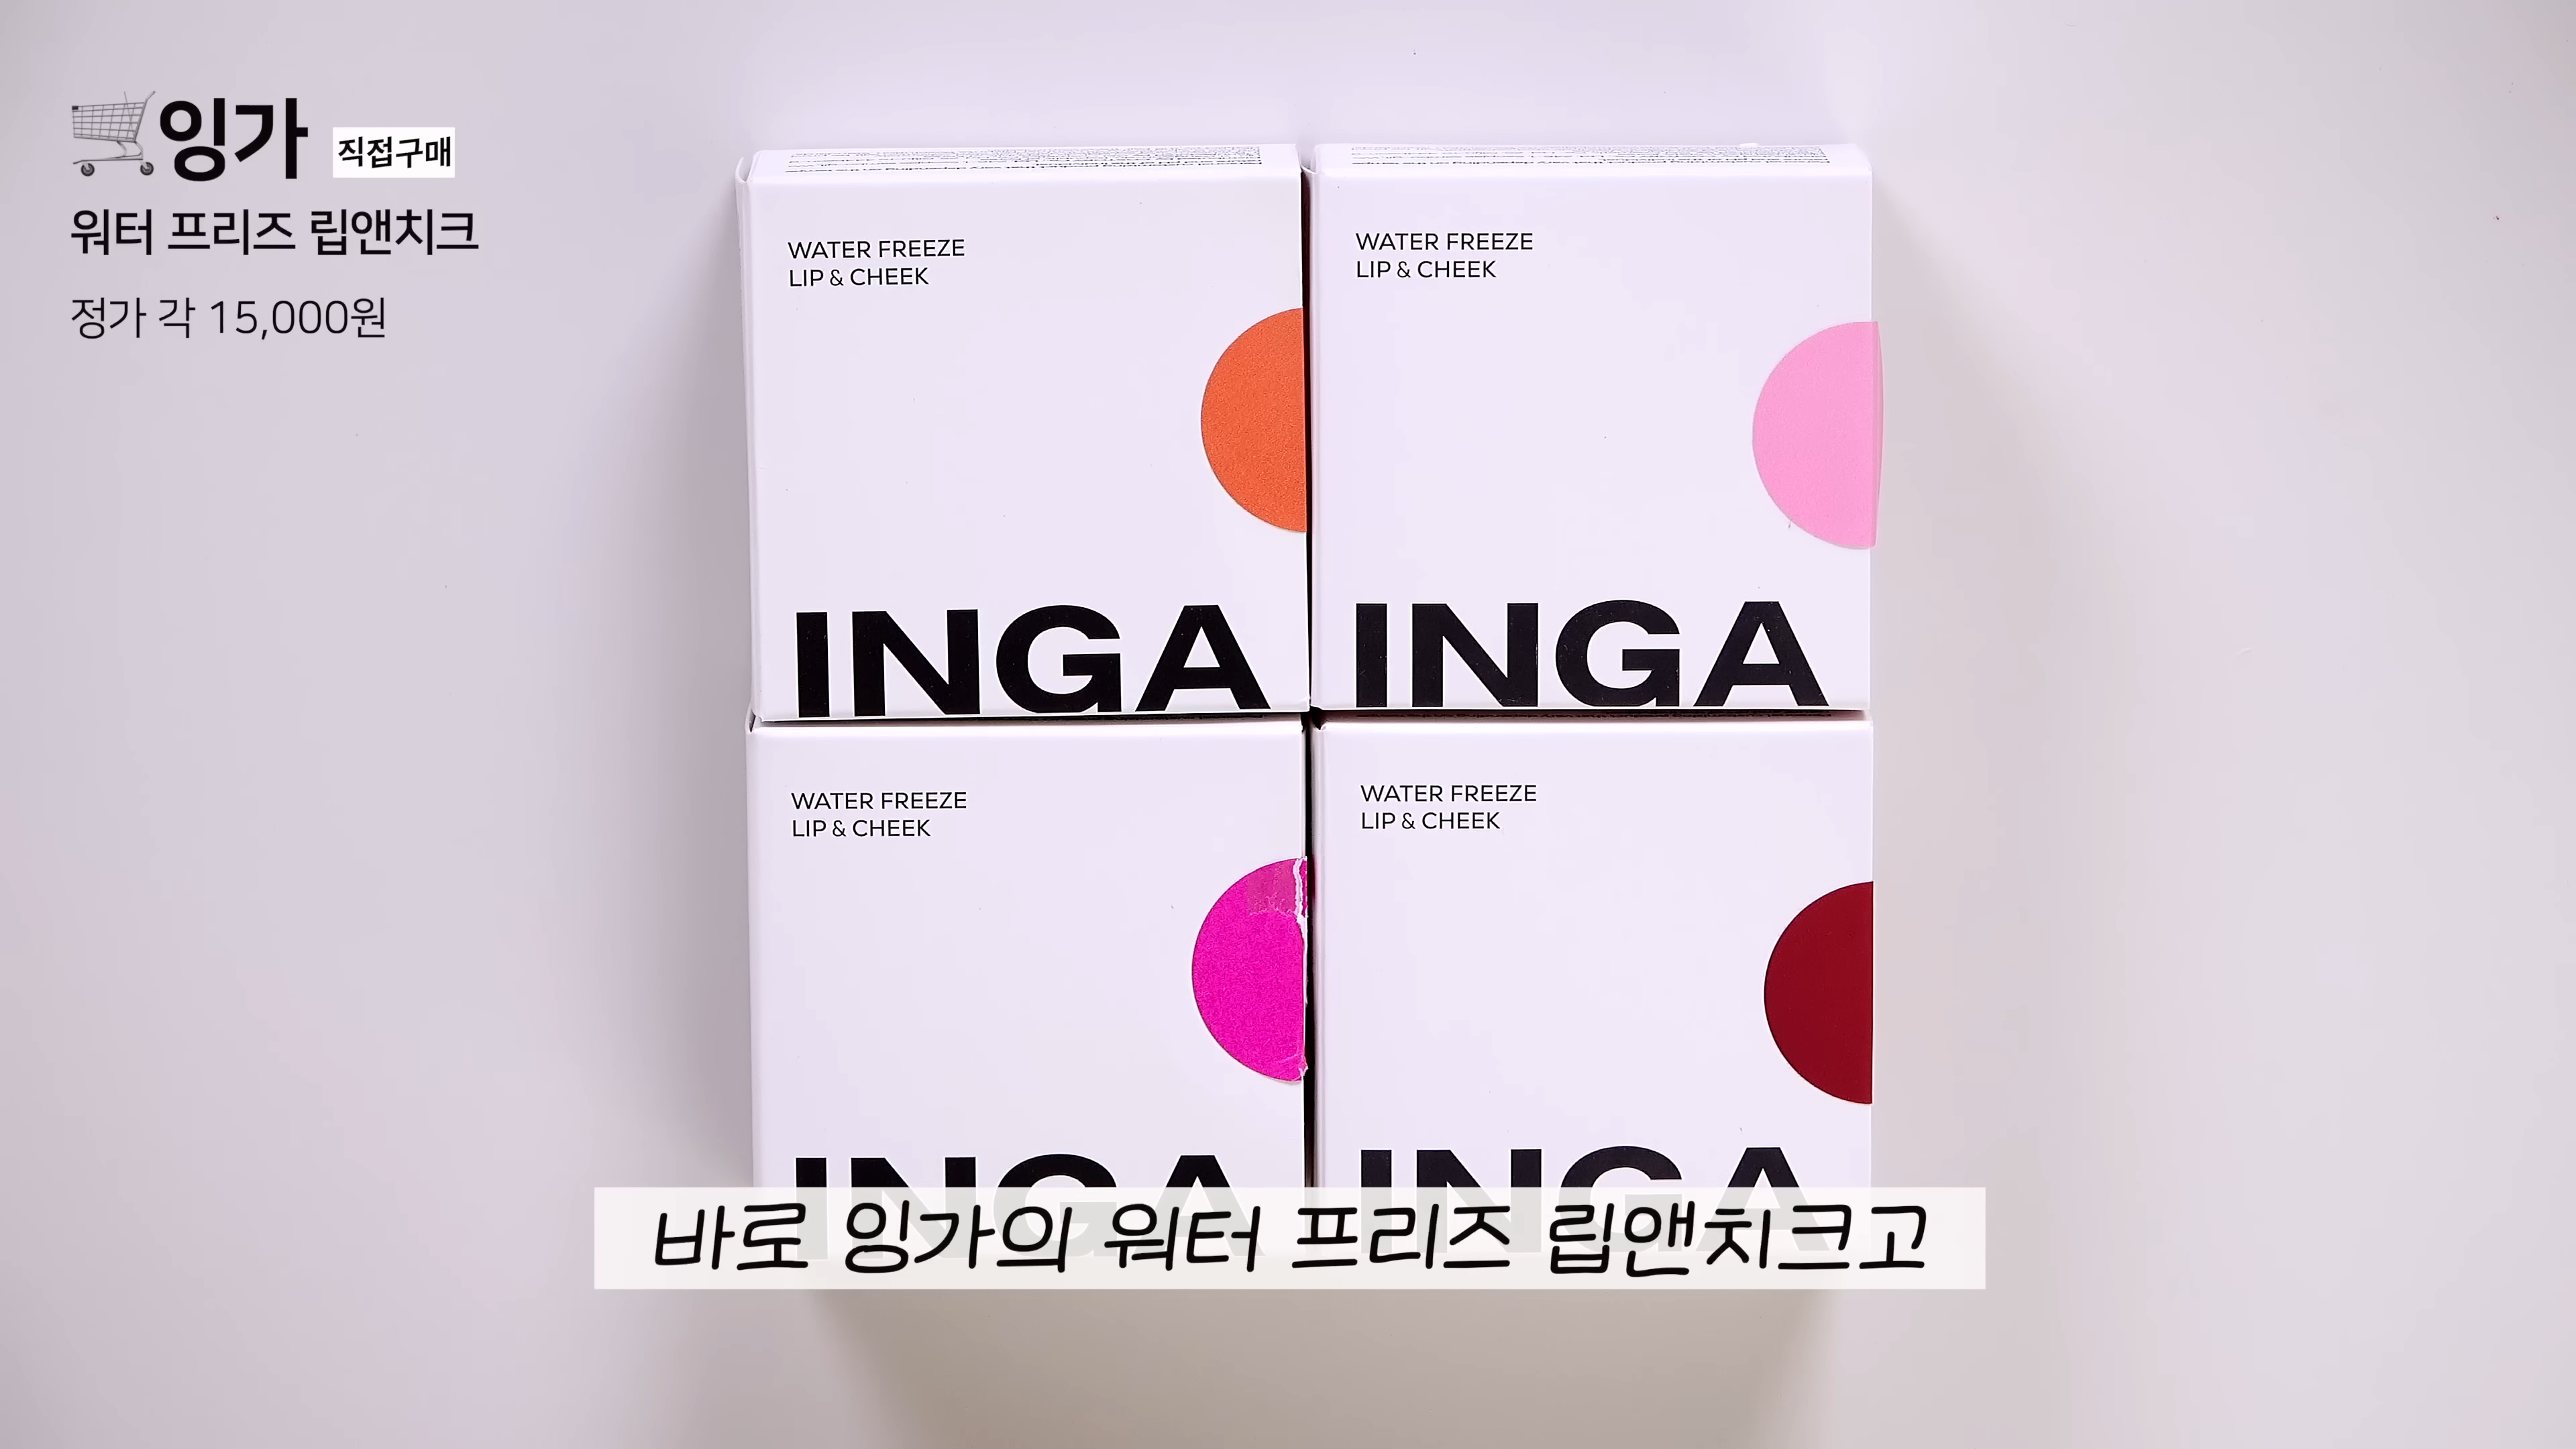 잉가 직접구매
워터 프리즈 립앤치크
정가 각 15,000원
WATER FREEZE
LIP & CHEEK
INGA
WATER FREEZE
LIP & CHEEK
INGA
WATER FREEZE
LIP & CHEEK
INGA
WATER FREEZE
LIP & CHEEK
INGA
바로 잉가의 워터 프리즈 립앤치크고